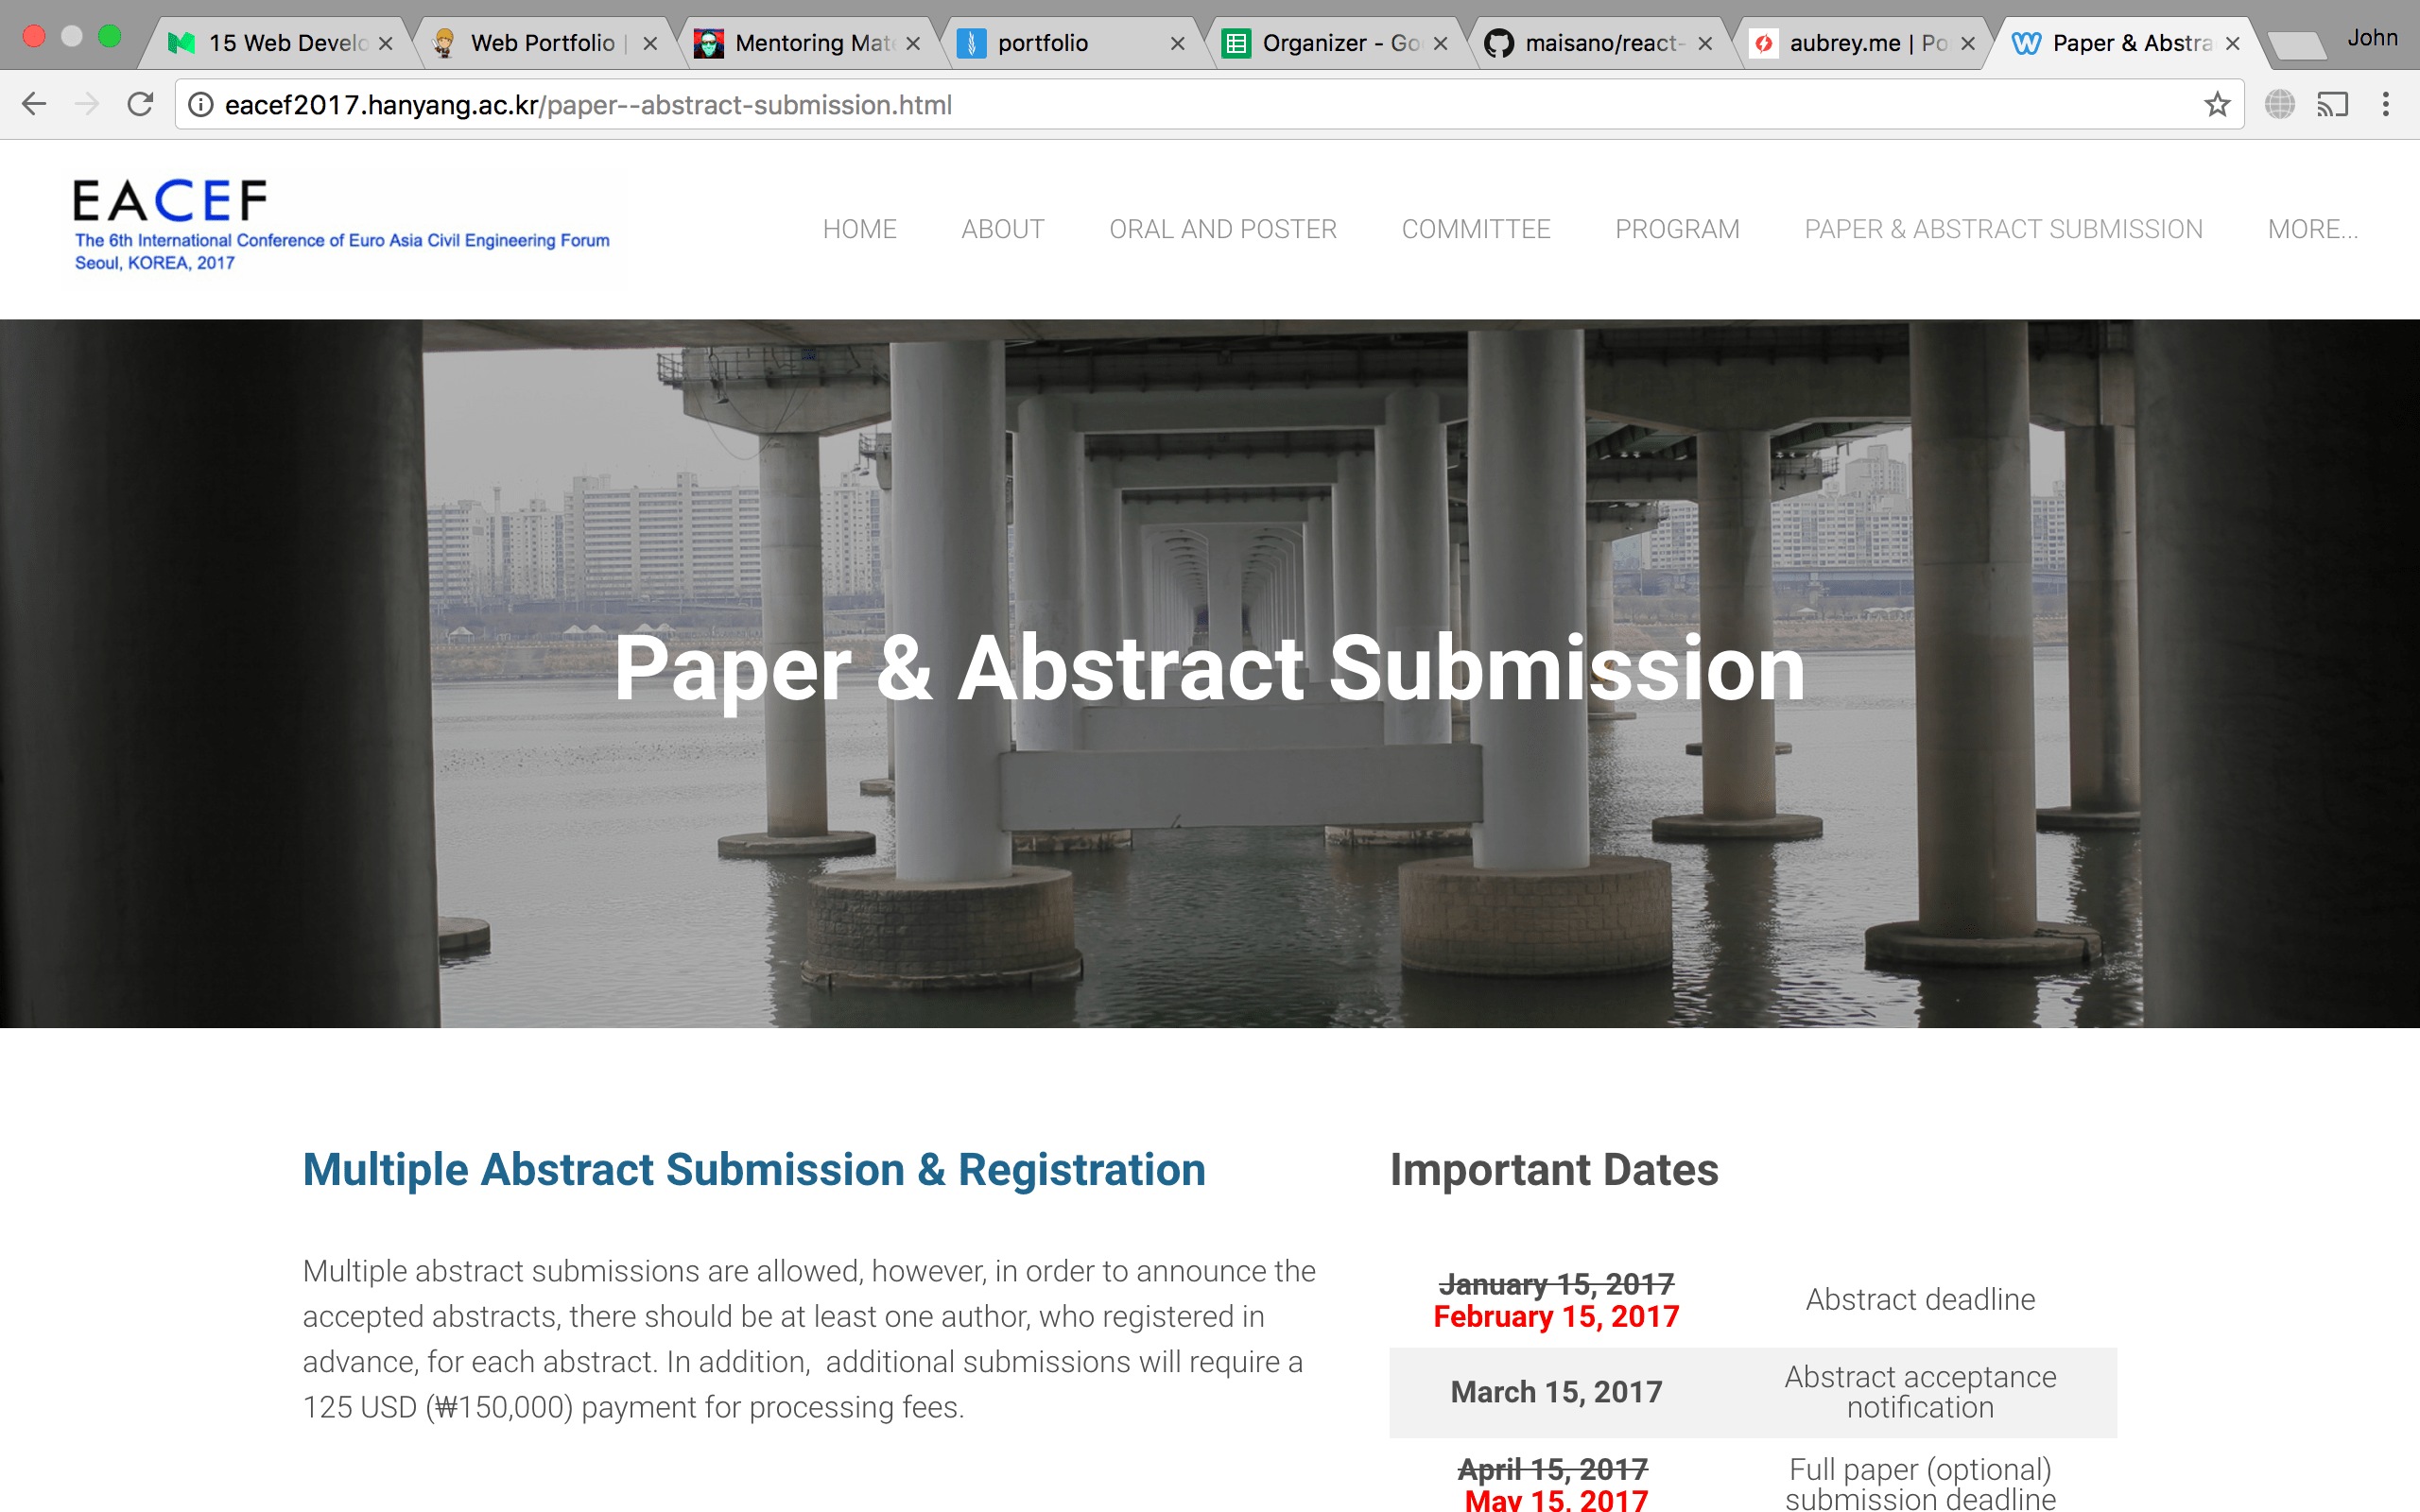 15 Web Develo
Web Portfolio |
Mentoring Mate
portfolio
Organizer - Go
maisano/react-
aubrey.me | Po
Paper & Abstra
John
eacef2017.hanyang.ac.kr/paper--abstract-submission.html
EACEF
The 6th International Conference of Euro Asia Civil Engineering Forum
Seoul, KOREA, 2017
HOME
ABOUT
ORAL AND POSTER
COMMITTEE
PROGRAM
PAPER & ABSTRACT SUBMISSION
MORE...
Paper & Abstract Submission
Multiple Abstract Submission & Registration
Multiple abstract submissions are allowed, however, in order to announce the
accepted abstracts, there should be at least one author, who registered in
advance, for each abstract. In addition,  additional submissions will require a
125 USD (₩150,000) payment for processing fees.
Important Dates
January 15, 2017
February 15, 2017
Abstract deadline
March 15, 2017
Abstract acceptance
notification
April 15, 2017
May 15, 2017
Full paper (optional)
submission deadline